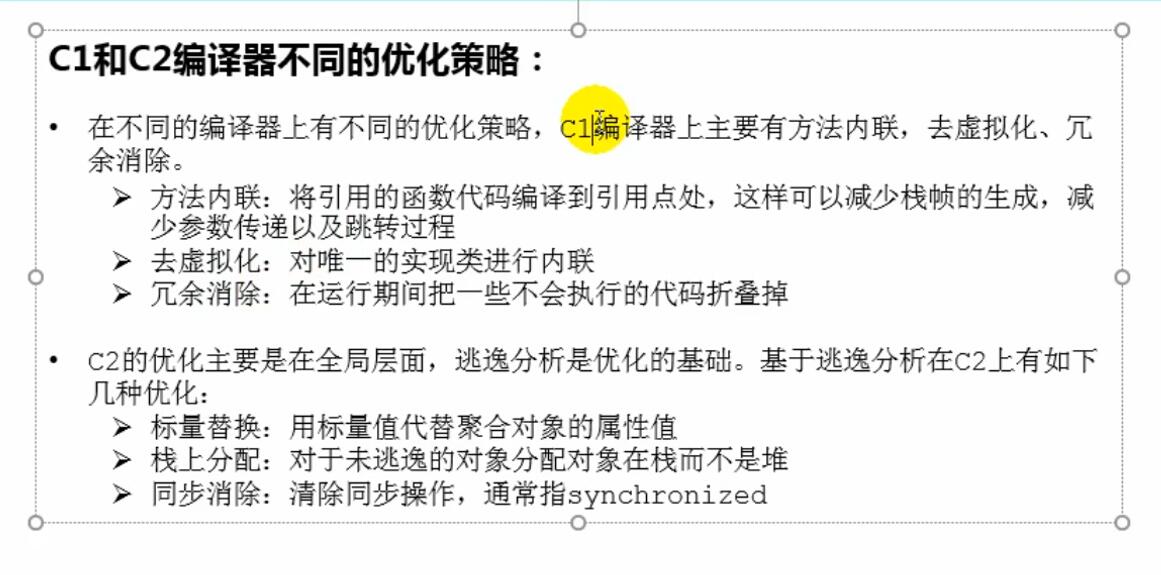 C1和C2编译器不同的优化策略：
• 在不同的编译器上有不同的优化策略，C1编译器上主要有方法内联，去虚拟化、冗
余消除。
➢ 方法内联：将引用的函数代码编译到引用点处，这样可以减少栈帧的生成，减
少参数传递以及跳转过程
➢ 去虚拟化：对唯一的实现类进行内联
➢ 冗余消除：在运行期间把一些不会执行的代码折叠掉
• C2的优化主要是在全局层面，逃逸分析是优化的基础。基于逃逸分析在C2上有如下
几种优化：
➢ 标量替换：用标量值代替聚合对象的属性值
➢ 栈上分配：对于未逃逸的对象分配对象在栈而不是堆
➢ 同步消除：清除同步操作，通常指synchronized